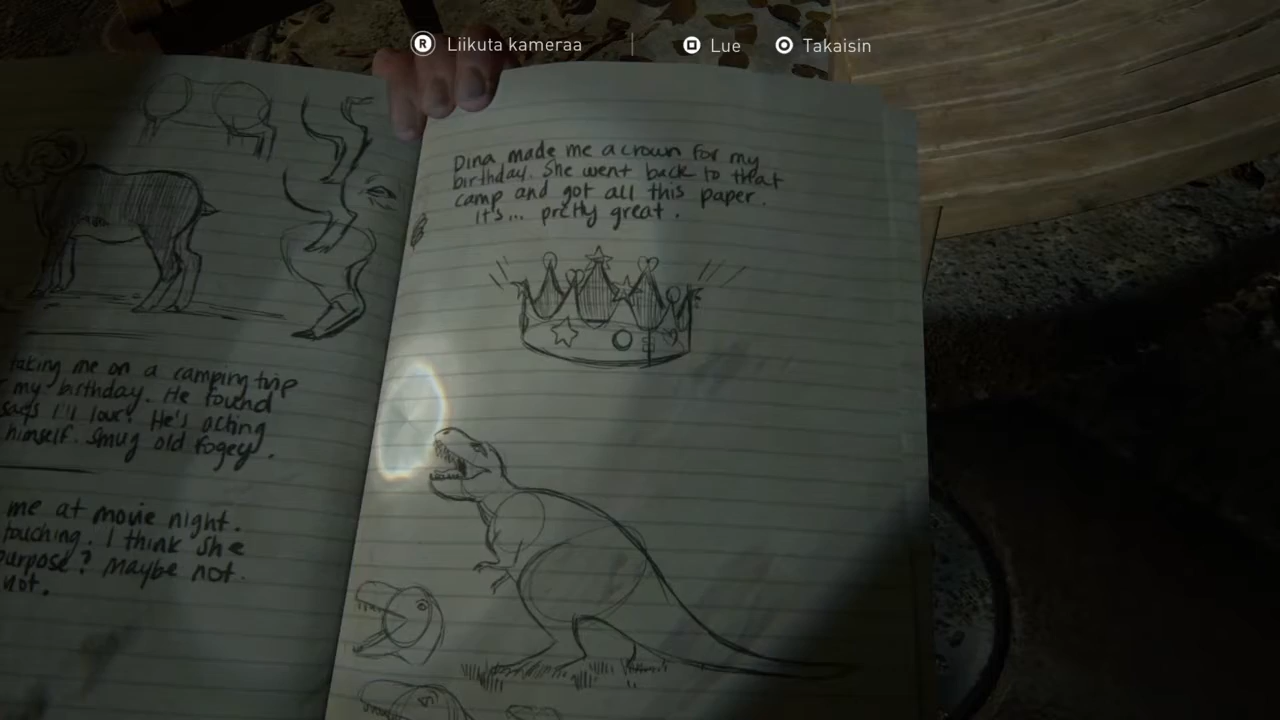 Liikuta kameraa
Lue
Takaisin
taking me on a camping trip
my birthday. He found
says I'll love. He's acting
himself. Smug old fogey.
me at movie night.
touching. I think she
urpose? Maybe not.
not.
Dina made me a crown for my
birthday. She went back to that
camp and got all this paper.
It's... pretty great.